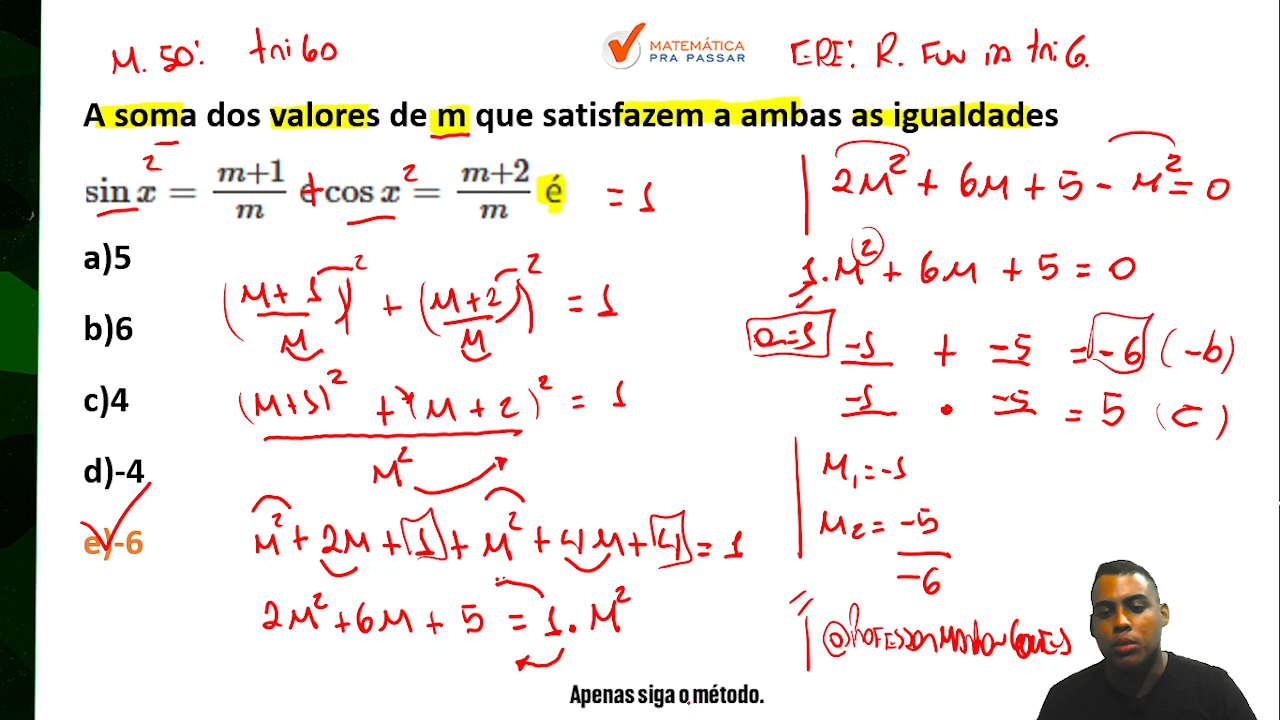 M. SO: tri 60
MATEMÁTICA
PRA PASSAR
ERE: R. Fun in tri G.
A soma dos valores de m que satisfazem a ambas as igualdades
sin x² = m+1/m e + cos x² = m+2/m é = 1
a)5
b)6
c)4
d)-4
e)-6
(M+1/M)² + (M+2/M)² = 1
(M+1)² + (M+2)² = 1
M²
M² + 2M + 1 + M² + 4M + 4 = 1
2M² + 6M + 5 = 1 . M²
2M² + 6M + 5 - M² = 0
1.M² + 6M + 5 = 0
a=1
-1 + -5 = -6 (-b)
-1 . -5 = 5 (c)
M₁ = -1
M₂ = -5
-6
Apenas siga o método.